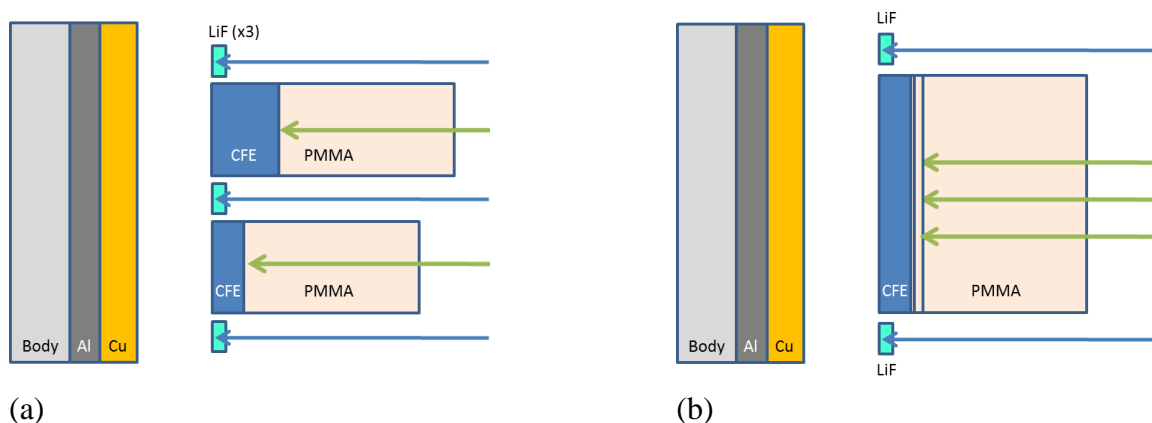 LiF (x3)
CFE PMMA
CFE PMMA
Body Al Cu
(a)
LiF
CFE PMMA
Body Al Cu
LiF
(b)